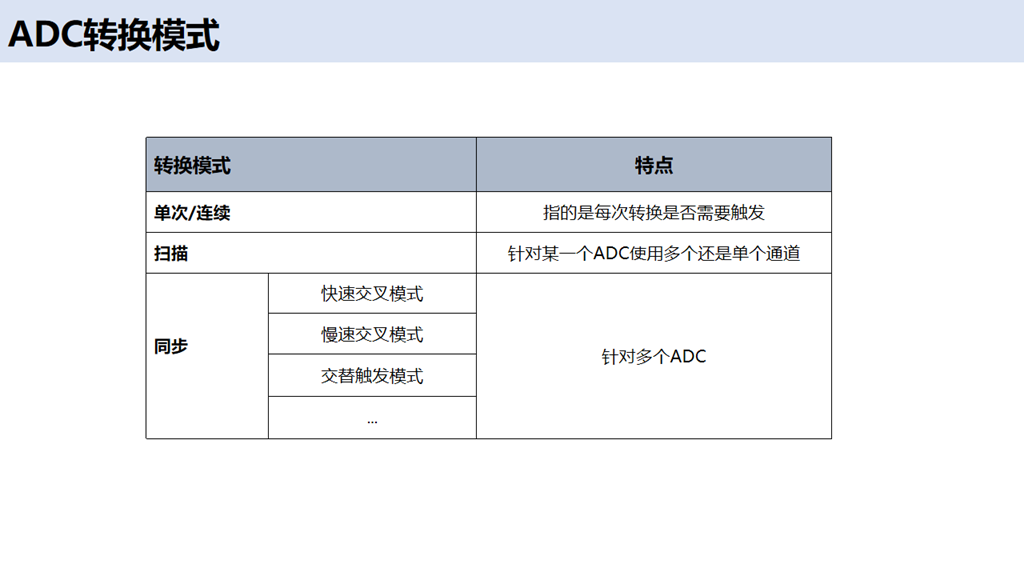 ADC转换模式
转换模式
特点
单次/连续
指的是每次转换是否需要触发
扫描
针对某一个ADC使用多个还是单个通道
同步
快速交叉模式
慢速交叉模式
交替触发模式
...
针对多个ADC